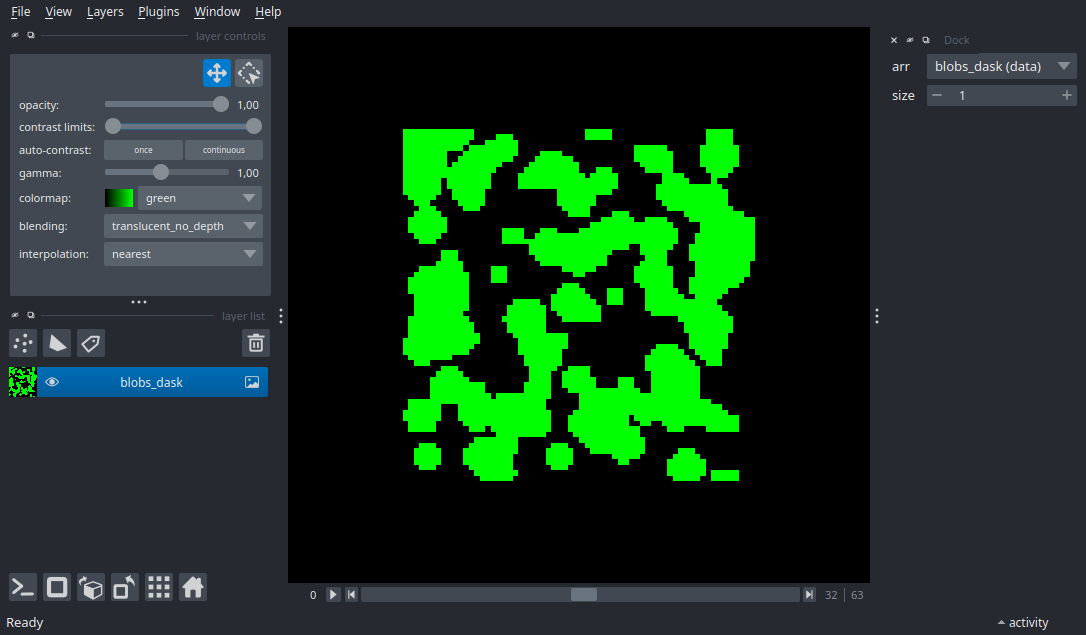 File View Layers Plugins Window Help
layer controls
opacity: 1,00
contrast limits:
auto-contrast: once continuous
gamma: 1,00
colormap: green
blending: translucent_no_depth
interpolation: nearest
layer list
blobs_dask
Dock
arr blobs_dask (data)
size 1
0 32 63
Ready
activity